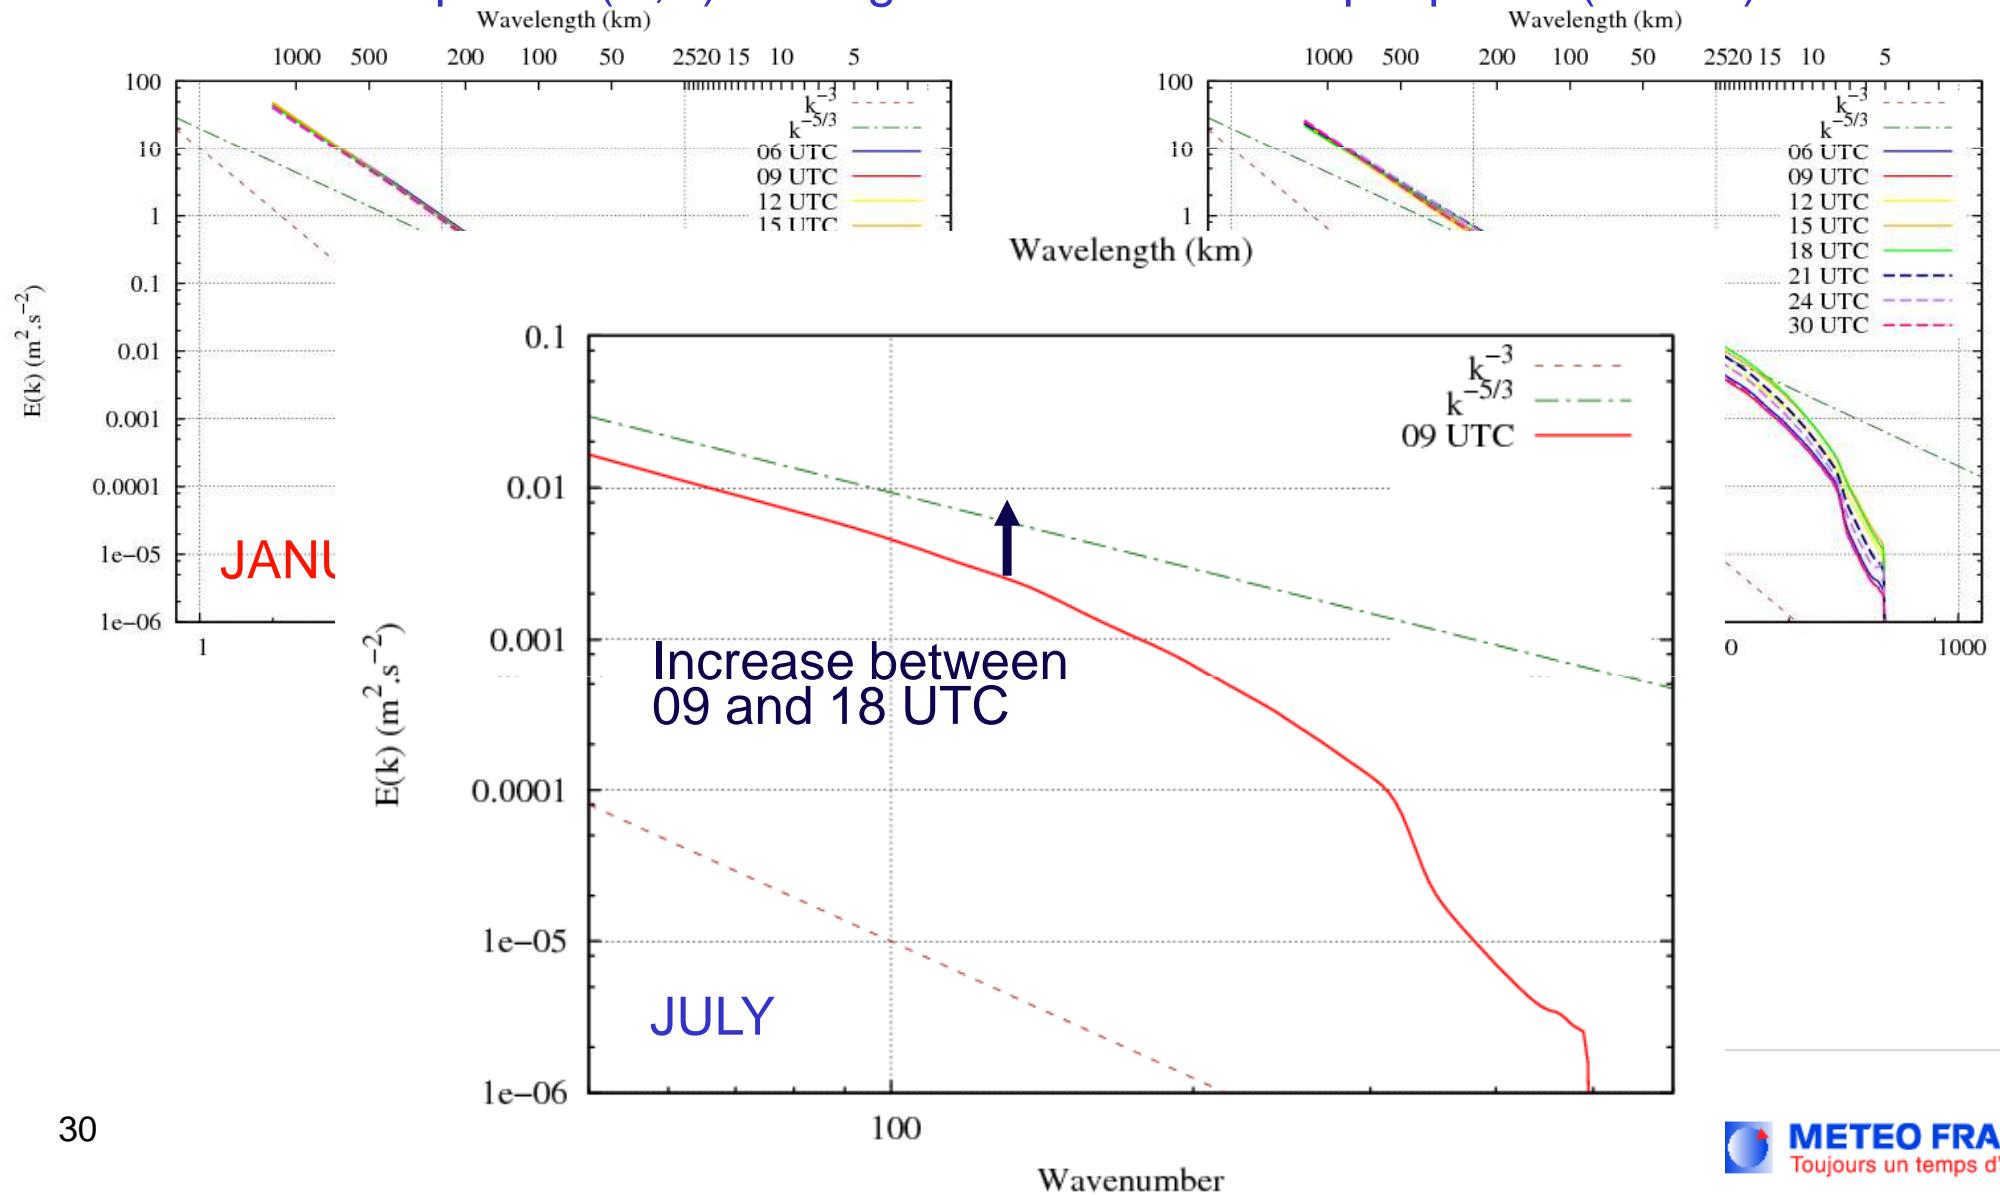 Wavelength (km)
1000 500 200 100 50 2520 15 10 5
100
10
1
0.1
0.01
0.001
0.0001
1e−05
1e−06
E(k) (m².s⁻²)
k⁻³
k⁻⁵/³
06 UTC
09 UTC
12 UTC
15 UTC
1
Wavelength (km)
1000 500 200 100 50 2520 15 10 5
100
10
1
k⁻³
k⁻⁵/³
06 UTC
09 UTC
12 UTC
15 UTC
18 UTC
21 UTC
24 UTC
30 UTC
0 1000
Wavelength (km)
0.1
0.01
0.001
0.0001
1e−05
1e−06
E(k) (m².s⁻²)
k⁻³
k⁻⁵/³
09 UTC
Increase between
09 and 18 UTC
JULY
100
Wavenumber
30
METEO FRA
Toujours un temps d'